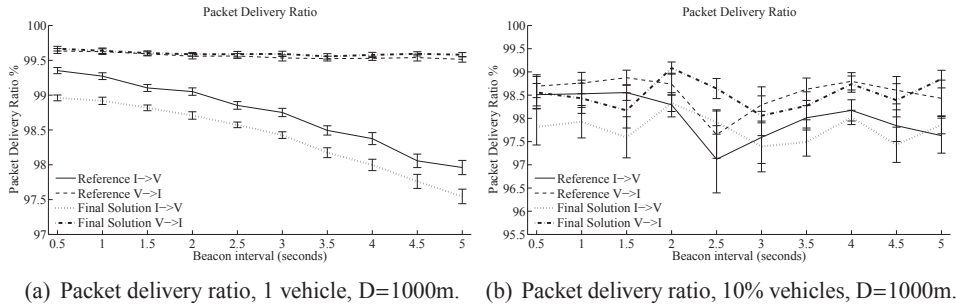 Packet Delivery Ratio
100
99.5
99
98.5
98
97.5
97
Packet Delivery Ratio %
Reference I−>V
Reference V−>I
Final Solution I−>V
Final Solution V−>I
0.5 1 1.5 2 2.5 3 3.5 4 4.5 5
Beacon interval (seconds)
(a) Packet delivery ratio, 1 vehicle, D=1000m.
Packet Delivery Ratio
100
99.5
99
98.5
98
97.5
97
96.5
96
95.5
Packet Delivery Ratio %
Reference I−>V
Reference V−>I
Final Solution I−>V
Final Solution V−>I
0.5 1 1.5 2 2.5 3 3.5 4 4.5 5
Beacon interval (seconds)
(b) Packet delivery ratio, 10% vehicles, D=1000m.